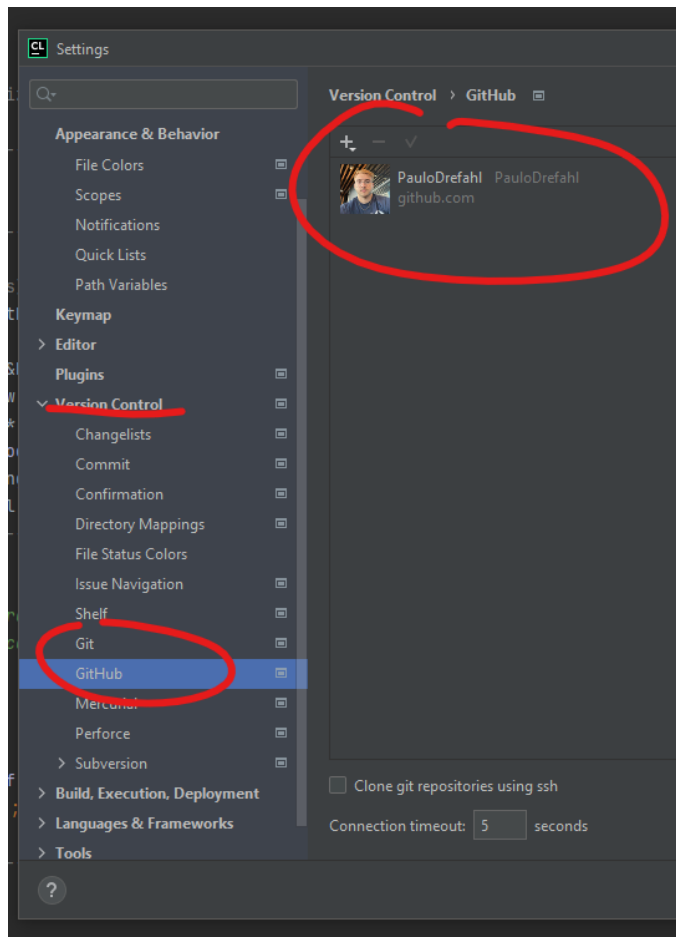 CL Settings
Version Control › GitHub
Appearance & Behavior
File Colors
Scopes
Notifications
Quick Lists
Path Variables
Keymap
Editor
Plugins
Version Control
Changelists
Commit
Confirmation
Directory Mappings
File Status Colors
Issue Navigation
Shelf
Git
GitHub
Mercurial
Perforce
Subversion
Build, Execution, Deployment
Languages & Frameworks
Tools
?
PauloDrefahl PauloDrefahl
github.com
Clone git repositories using ssh
Connection timeout: 5 seconds